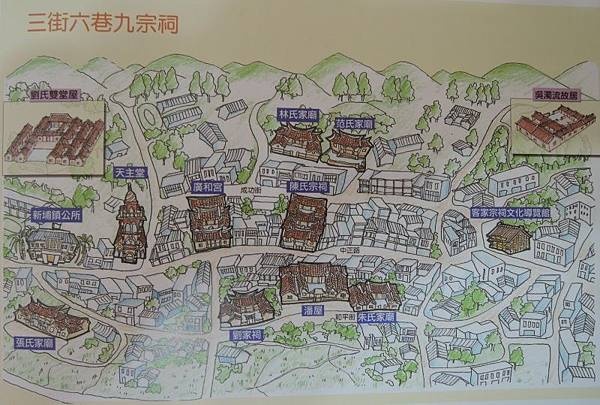 三街六巷九宗祠
劉氏雙堂屋
吳濁流故居
林氏家廟
范氏家廟
天主堂
廣和宮
成功街
陳氏宗祠
新埔鎮公所
客家宗祠文化導覽館
中正路
潘屋
和平街
朱氏家廟
劉家祠
張氏家廟